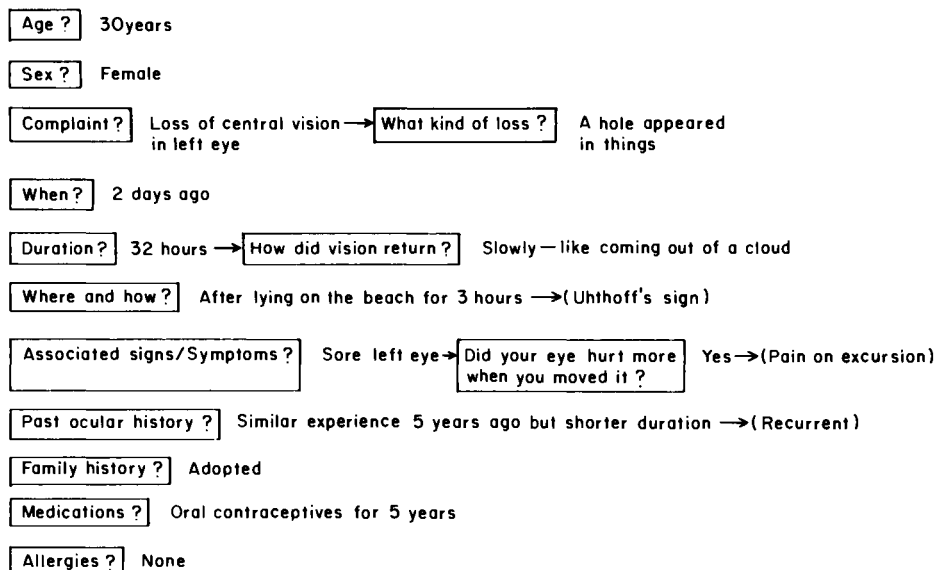 Age ? 30years
Sex ? Female
Complaint ? Loss of central vision → What kind of loss ? A hole appeared
in left eye in things
When ? 2 days ago
Duration ? 32 hours → How did vision return ? Slowly — like coming out of a cloud
Where and how ? After lying on the beach for 3 hours → (Uhthoff's sign)
Associated signs/Symptoms ? Sore left eye → Did your eye hurt more Yes → (Pain on excursion)
when you moved it ?
Past ocular history ? Similar experience 5 years ago but shorter duration → (Recurrent)
Family history ? Adopted
Medications ? Oral contraceptives for 5 years
Allergies ? None